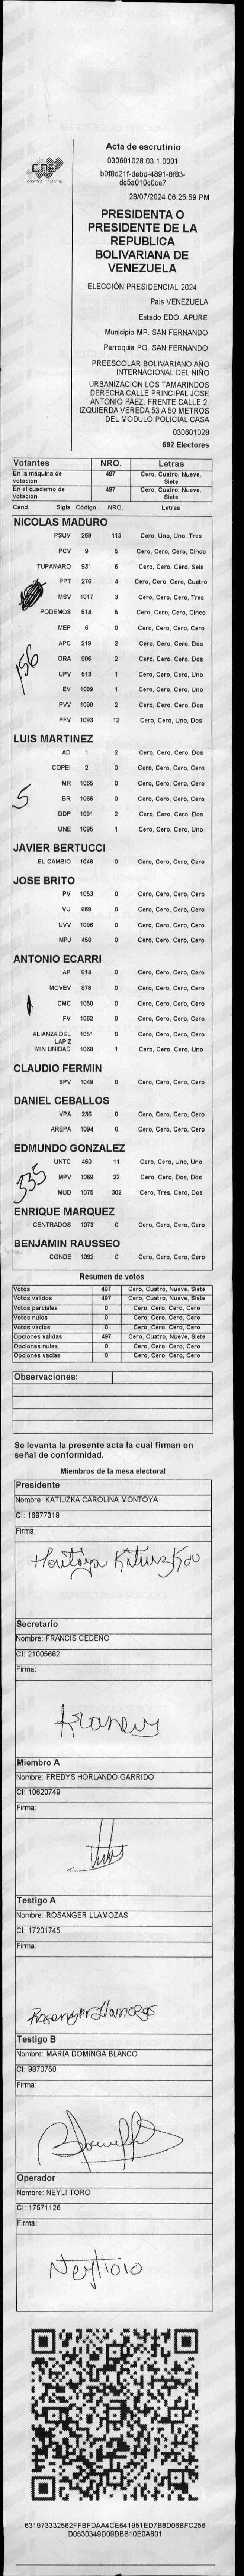 CNE
Acta de escrutinio
030601028.03.1.0001
b0f8d21f-debd-4891-8f83-
dc5a010c0ce7
28/07/2024 06:25:59 PM
PRESIDENTA O
PRESIDENTE DE LA
REPUBLICA
BOLIVARIANA DE
VENEZUELA
ELECCIÓN PRESIDENCIAL 2024
País VENEZUELA
Estado EDO. APURE
Municipio MP. SAN FERNANDO
Parroquia PQ. SAN FERNANDO
PREESCOLAR BOLIVARIANO ANO
INTERNACIONAL DEL NIÑO
URBANIZACION LOS TAMARINDOS
DERECHA CALLE PRINCIPAL JOSE
ANTONIO PAEZ. FRENTE CALLE 2.
IZQUIERDA VEREDA 53 A 50 METROS
DEL MODULO POLICIAL CASA
030601028
692 Electores
Votantes NRO. Letras
En la máquina de votación 497 Cero, Cuatro, Nueve, Siete
En el cuaderno de votación 497 Cero, Cuatro, Nueve, Siete
Cand. Sigla Código NRO. Letras
NICOLAS MADURO
PSUV 269 113 Cero, Uno, Uno, Tres
PCV 9 5 Cero, Cero, Cero, Cinco
TUPAMARO 931 6 Cero, Cero, Cero, Seis
PPT 276 4 Cero, Cero, Cero, Cuatro
MSV 1017 3 Cero, Cero, Cero, Tres
PODEMOS 514 5 Cero, Cero, Cero, Cinco
MEP 6 0 Cero, Cero, Cero, Cero
APC 219 2 Cero, Cero, Cero, Dos
156
ORA 906 2 Cero, Cero, Cero, Dos
UPV 613 1 Cero, Cero, Cero, Uno
EV 1089 1 Cero, Cero, Cero, Uno
PVV 1090 2 Cero, Cero, Cero, Dos
PFV 1093 12 Cero, Cero, Uno, Dos
LUIS MARTINEZ
AD 1 2 Cero, Cero, Cero, Dos
COPEI 2 0 Cero, Cero, Cero, Cero
MR 1065 0 Cero, Cero, Cero, Cero
5
BR 1066 0 Cero, Cero, Cero, Cero
DDP 1091 2 Cero, Cero, Cero, Dos
UNE 1095 1 Cero, Cero, Cero, Uno
JAVIER BERTUCCI
EL CAMBIO 1048 0 Cero, Cero, Cero, Cero
JOSE BRITO
PV 1053 0 Cero, Cero, Cero, Cero
VU 668 0 Cero, Cero, Cero, Cero
UVV 1096 0 Cero, Cero, Cero, Cero
MPJ 458 0 Cero, Cero, Cero, Cero
ANTONIO ECARRI
AP 914 0 Cero, Cero, Cero, Cero
MOVEV 878 0 Cero, Cero, Cero, Cero
CMC 1050 0 Cero, Cero, Cero, Cero
FV 1062 0 Cero, Cero, Cero, Cero
ALIANZA DEL LAPIZ 1051 0 Cero, Cero, Cero, Cero
MIN UNIDAD 1068 1 Cero, Cero, Cero, Uno
CLAUDIO FERMIN
SPV 1049 0 Cero, Cero, Cero, Cero
DANIEL CEBALLOS
VPA 236 0 Cero, Cero, Cero, Cero
AREPA 1094 0 Cero, Cero, Cero, Cero
EDMUNDO GONZALEZ
UNTC 460 11 Cero, Cero, Uno, Uno
335
MPV 1069 22 Cero, Cero, Dos, Dos
MUD 1075 302 Cero, Tres, Cero, Dos
ENRIQUE MARQUEZ
CENTRADOS 1073 0 Cero, Cero, Cero, Cero
BENJAMIN RAUSSEO
CONDE 1092 0 Cero, Cero, Cero, Cero
Resumen de votos
Votos 497 Cero, Cuatro, Nueve, Siete
Votos validos 497 Cero, Cuatro, Nueve, Siete
Votos parciales 0 Cero, Cero, Cero, Cero
Votos nulos 0 Cero, Cero, Cero, Cero
Votos vacios 0 Cero, Cero, Cero, Cero
Opciones validas 497 Cero, Cuatro, Nueve, Siete
Opciones nulas 0 Cero, Cero, Cero, Cero
Opciones vacias 0 Cero, Cero, Cero, Cero
Observaciones:
Se levanta la presente acta la cual firman en
señal de conformidad.
Miembros de la mesa electoral
Presidente
Nombre: KATIUZKA CAROLINA MONTOYA
CI: 16977319
Firma:
Montoya Katiuzka
Secretario
Nombre: FRANCIS CEDEÑO
CI: 21005682
Firma:
Miembro A
Nombre: FREDYS HORLANDO GARRIDO
CI: 10620749
Firma:
Testigo A
Nombre: ROSANGER LLAMOZAS
CI: 17201745
Firma:
Rosanger Llamozas
Testigo B
Nombre: MARIA DOMINGA BLANCO
CI: 9870750
Firma:
Operador
Nombre: NEYLI TORO
CI: 17571126
Firma:
Neyli Toro
631973332562FFBFDAA4CE641951ED7B8D06BFC256
D0530349D09DBB10E0A801